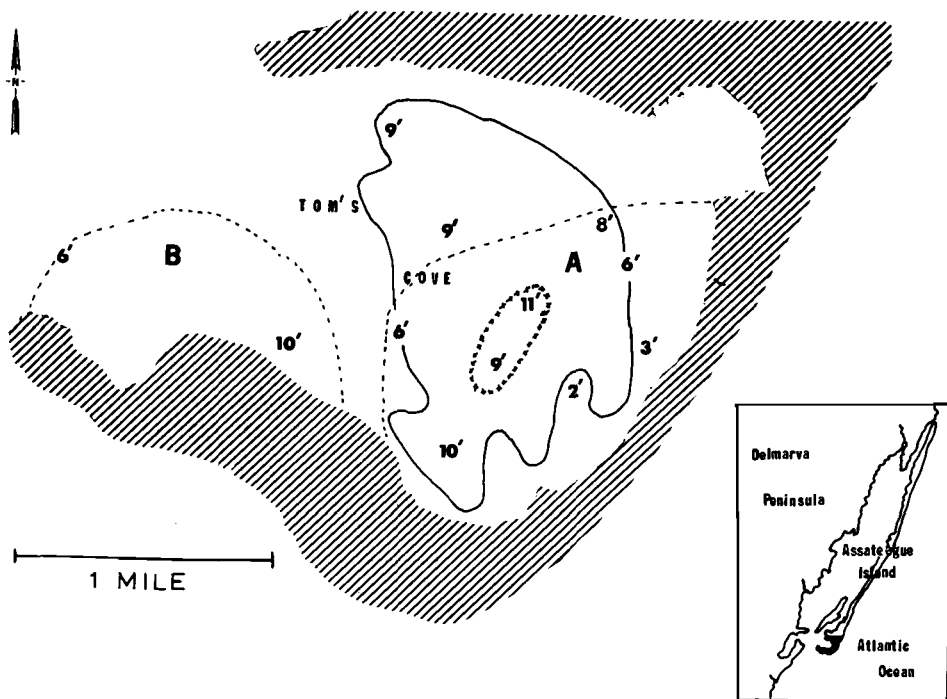 N
9'
TOM'S
9'
8'
6'
B
A
6'
COVE
11'
6'
10'
9'
3'
2'
10'
1 MILE
Delmarva
Peninsula
Assateague
Island
Atlantic
Ocean